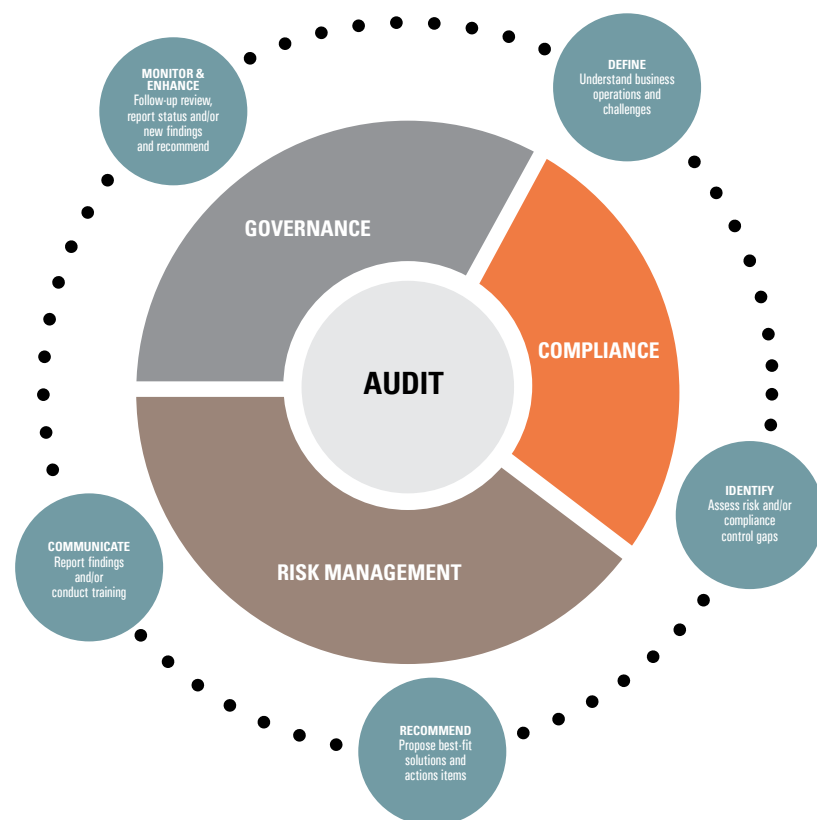 MONITOR &
ENHANCE
Follow-up review,
report status and/or
new findings
and recommend
DEFINE
Understand business
operations and
challenges
GOVERNANCE
COMPLIANCE
AUDIT
IDENTIFY
Assess risk and/or
compliance
control gaps
COMMUNICATE
Report findings
and/or
conduct training
RISK MANAGEMENT
RECOMMEND
Propose best-fit
solutions and
actions items